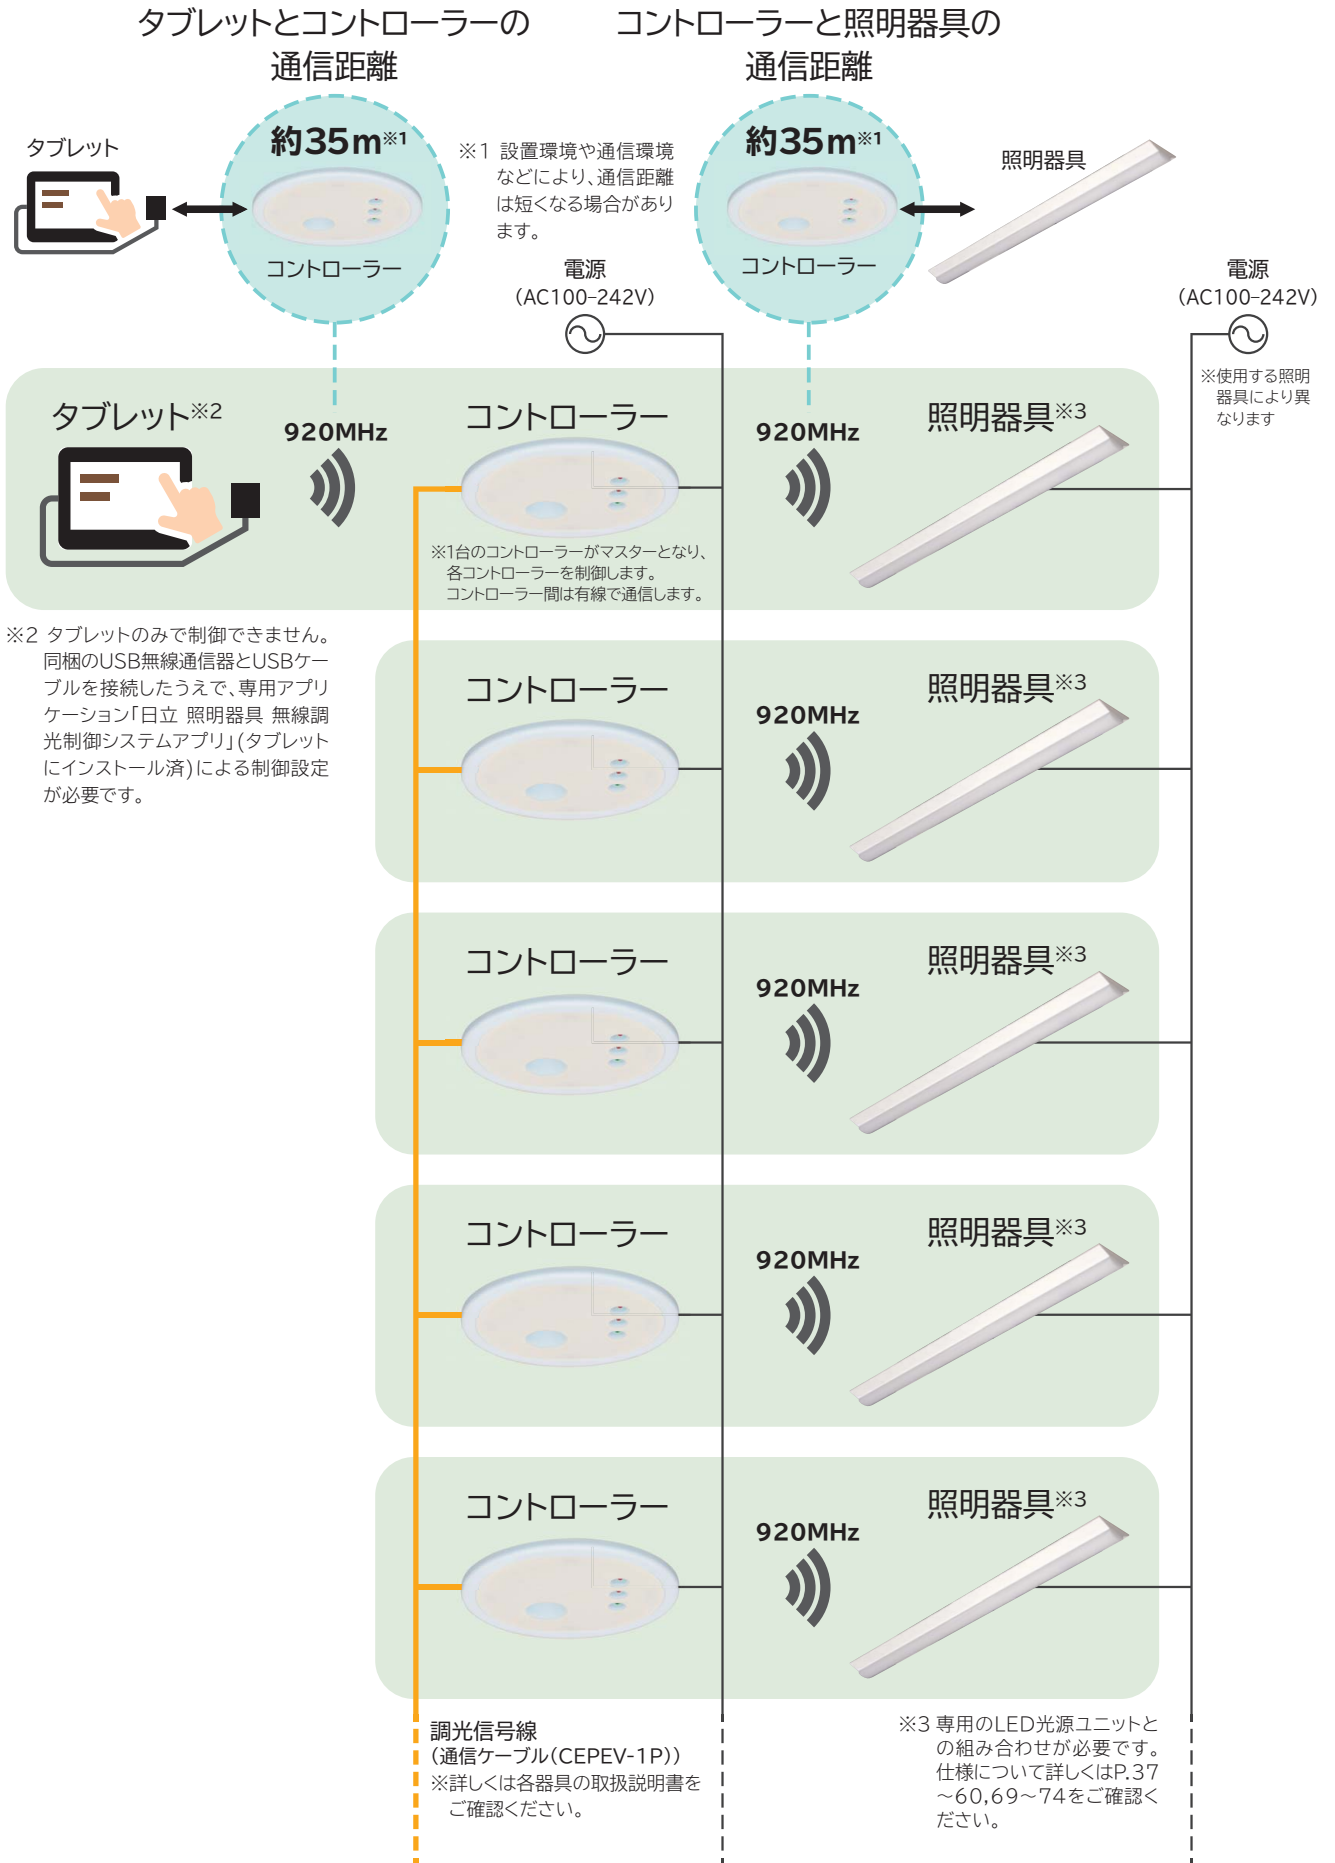 タブレットとコントローラーの
通信距離
コントローラーと照明器具の
通信距離
タブレット
約35m※1
コントローラー
※1 設置環境や通信環境
などにより、通信距離
は短くなる場合があり
ます。
約35m※1
コントローラー
照明器具
電源
(AC100-242V)
電源
(AC100-242V)
※使用する照明
器具により異
なります
タブレット※2
920MHz
コントローラー
920MHz
照明器具※3
※1台のコントローラーがマスターとなり、
各コントローラーを制御します。
コントローラー間は有線で通信します。
※2 タブレットのみで制御できません。
同梱のUSB無線通信器とUSBケー
ブルを接続したうえで、専用アプリ
ケーション「日立 照明器具 無線調
光制御システムアプリ」(タブレット
にインストール済)による制御設定
が必要です。
コントローラー
920MHz
照明器具※3
コントローラー
920MHz
照明器具※3
コントローラー
920MHz
照明器具※3
コントローラー
920MHz
照明器具※3
調光信号線
(通信ケーブル(CEPEV-1P))
※詳しくは各器具の取扱説明書を
ご確認ください。
※3 専用のLED光源ユニットと
の組み合わせが必要です。
仕様について詳しくはP.37
～60,69～74をご確認く
ださい。